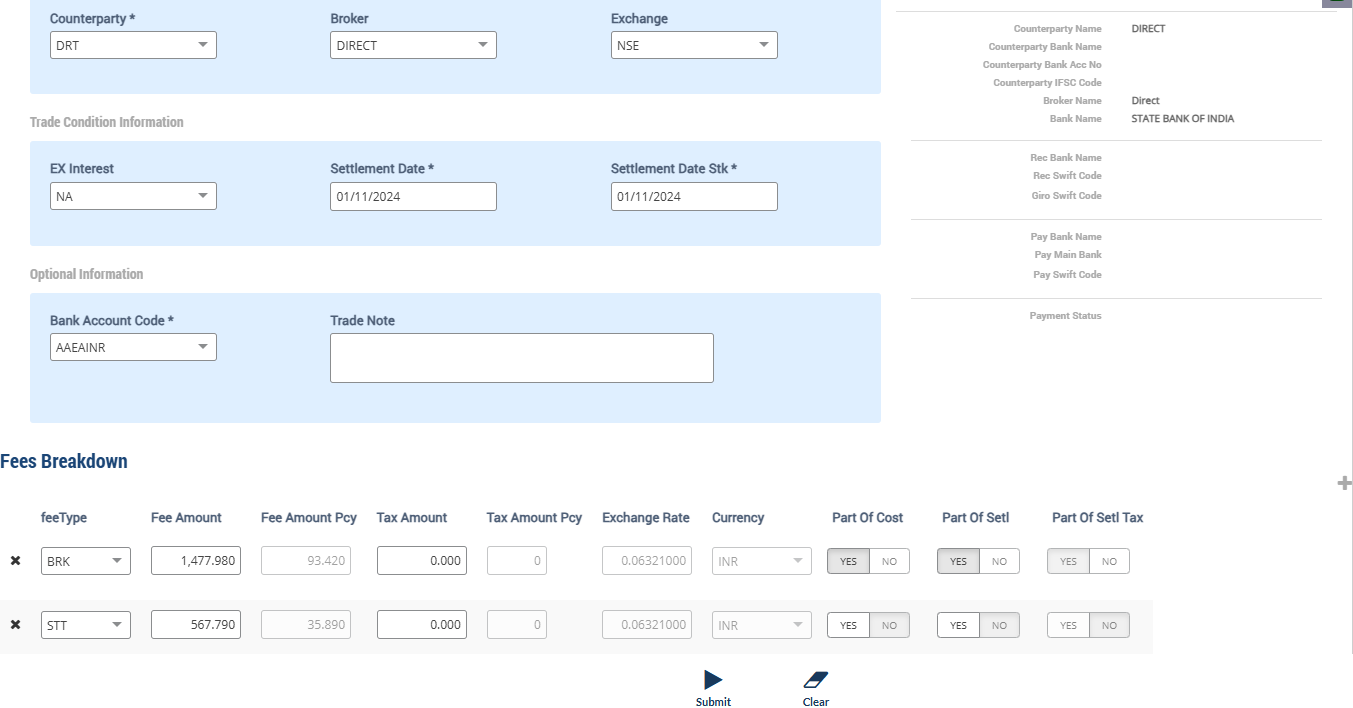 Counterparty * Broker Exchange
DRT DIRECT NSE
Trade Condition Information
EX Interest Settlement Date * Settlement Date Stk *
NA 01/11/2024 01/11/2024
Optional Information
Bank Account Code * Trade Note
AAEAINR
Counterparty Name DIRECT
Counterparty Bank Name
Counterparty Bank Acc No
Counterparty IFSC Code
Broker Name Direct
Bank Name STATE BANK OF INDIA
Rec Bank Name
Rec Swift Code
Giro Swift Code
Pay Bank Name
Pay Main Bank
Pay Swift Code
Payment Status
Fees Breakdown
feeType Fee Amount Fee Amount Pcy Tax Amount Tax Amount Pcy Exchange Rate Currency Part Of Cost Part Of Setl Part Of Setl Tax
BRK 1,477.980 93.420 0.000 0 0.06321000 INR YES NO YES NO YES NO
STT 567.790 35.890 0.000 0 0.06321000 INR YES NO YES NO YES NO
Submit Clear